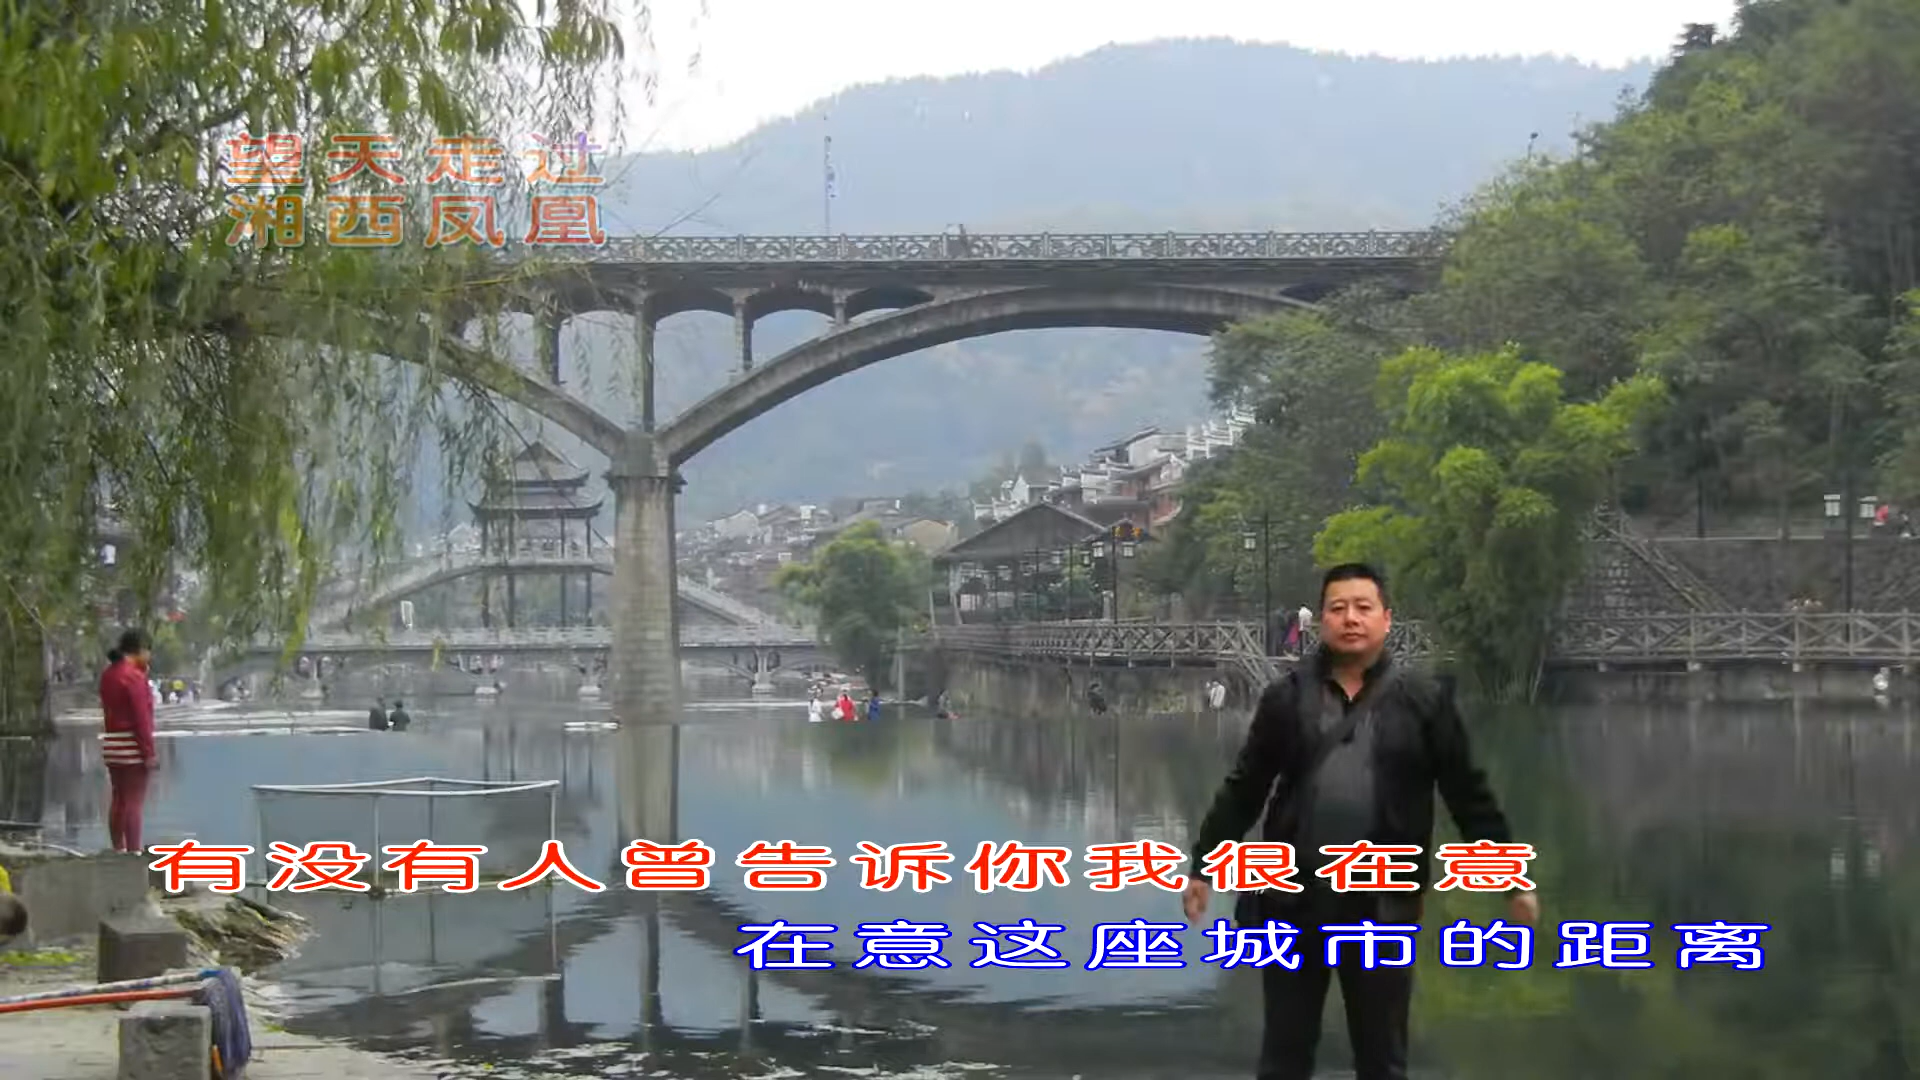 望天走过
湘西凤凰
有没有人曾告诉你我很在意
在意这座城市的距离